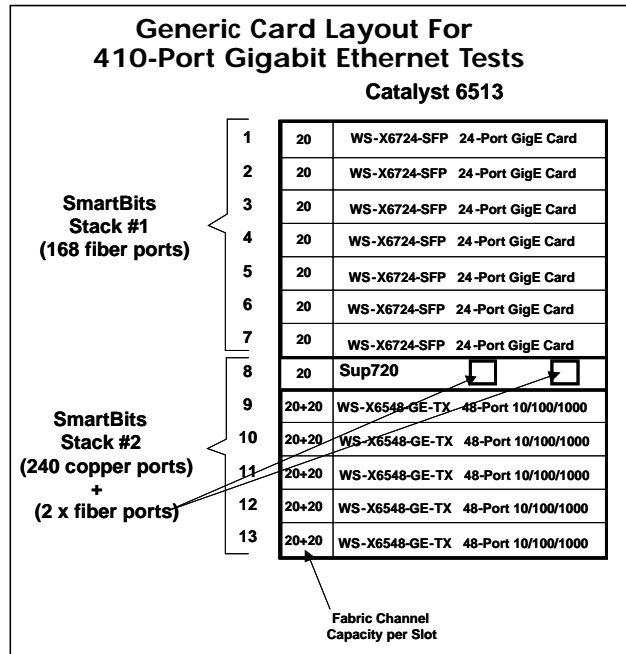 Generic Card Layout For
410-Port Gigabit Ethernet Tests
Catalyst 6513
SmartBits
Stack #1
(168 fiber ports)
1 20 WS-X6724-SFP 24-Port GigE Card
2 20 WS-X6724-SFP 24-Port GigE Card
3 20 WS-X6724-SFP 24-Port GigE Card
4 20 WS-X6724-SFP 24-Port GigE Card
5 20 WS-X6724-SFP 24-Port GigE Card
6 20 WS-X6724-SFP 24-Port GigE Card
7 20 WS-X6724-SFP 24-Port GigE Card
8 20 Sup720
SmartBits
Stack #2
(240 copper ports)
+
(2 x fiber ports)
9 20+20 WS-X6548-GE-TX 48-Port 10/100/1000
10 20+20 WS-X6548-GE-TX 48-Port 10/100/1000
11 20+20 WS-X6548-GE-TX 48-Port 10/100/1000
12 20+20 WS-X6548-GE-TX 48-Port 10/100/1000
13 20+20 WS-X6548-GE-TX 48-Port 10/100/1000
Fabric Channel
Capacity per Slot